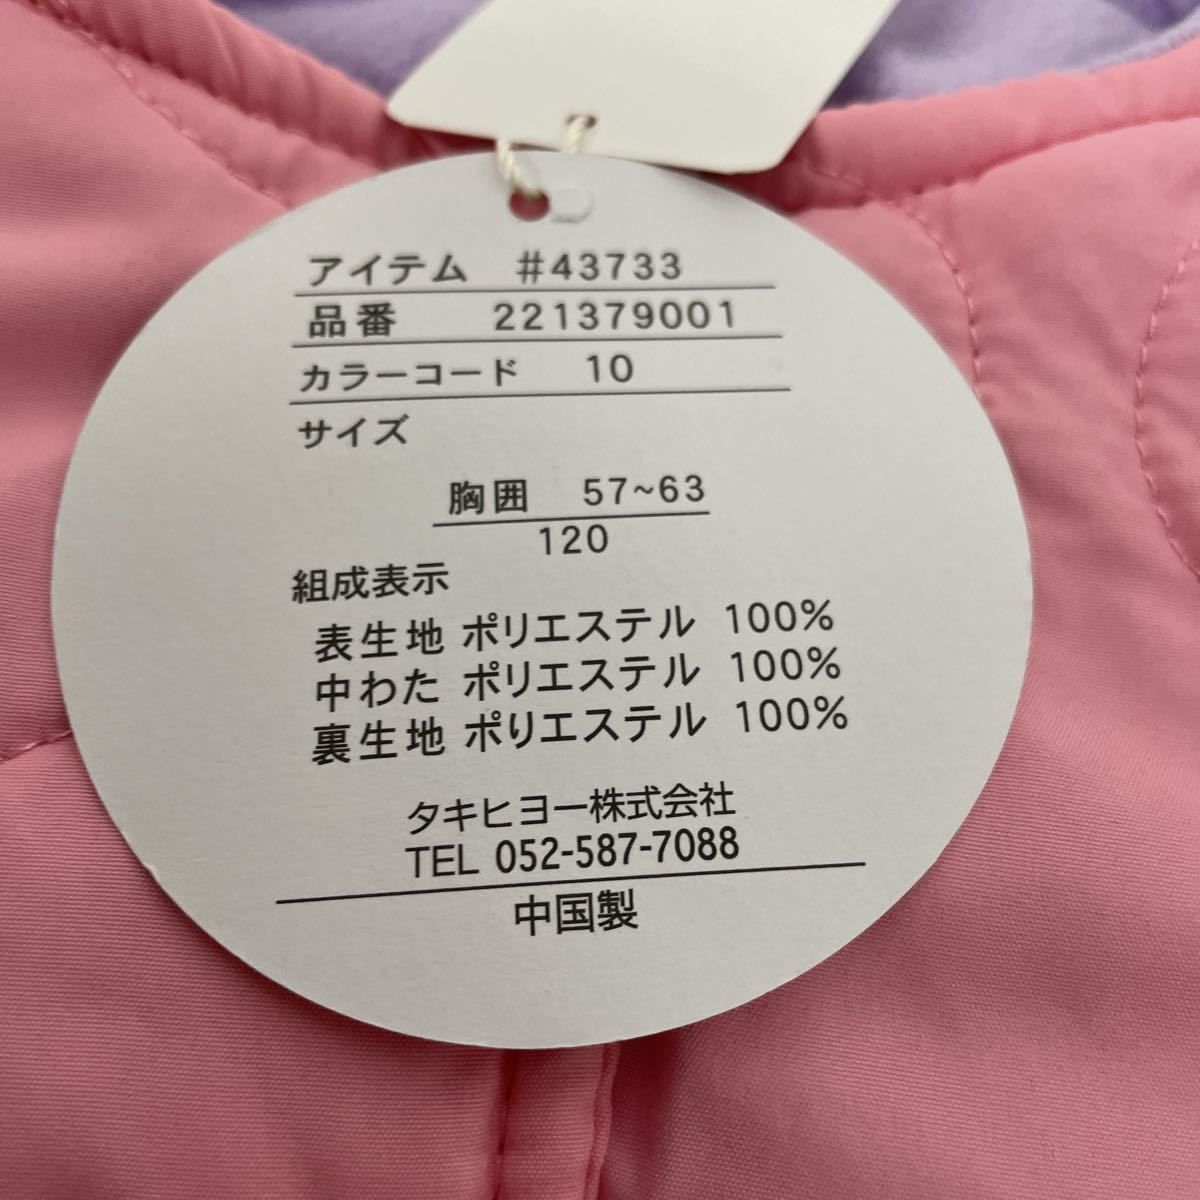 アイテム #43733
品番 221379001
カラーコード 10
サイズ
胸囲 57~63
120
組成表示
表生地 ポリエステル 100%
中わた ポリエステル 100%
裏生地 ポリエステル 100%
タキヒヨー株式会社
TEL 052-587-7088
中国製